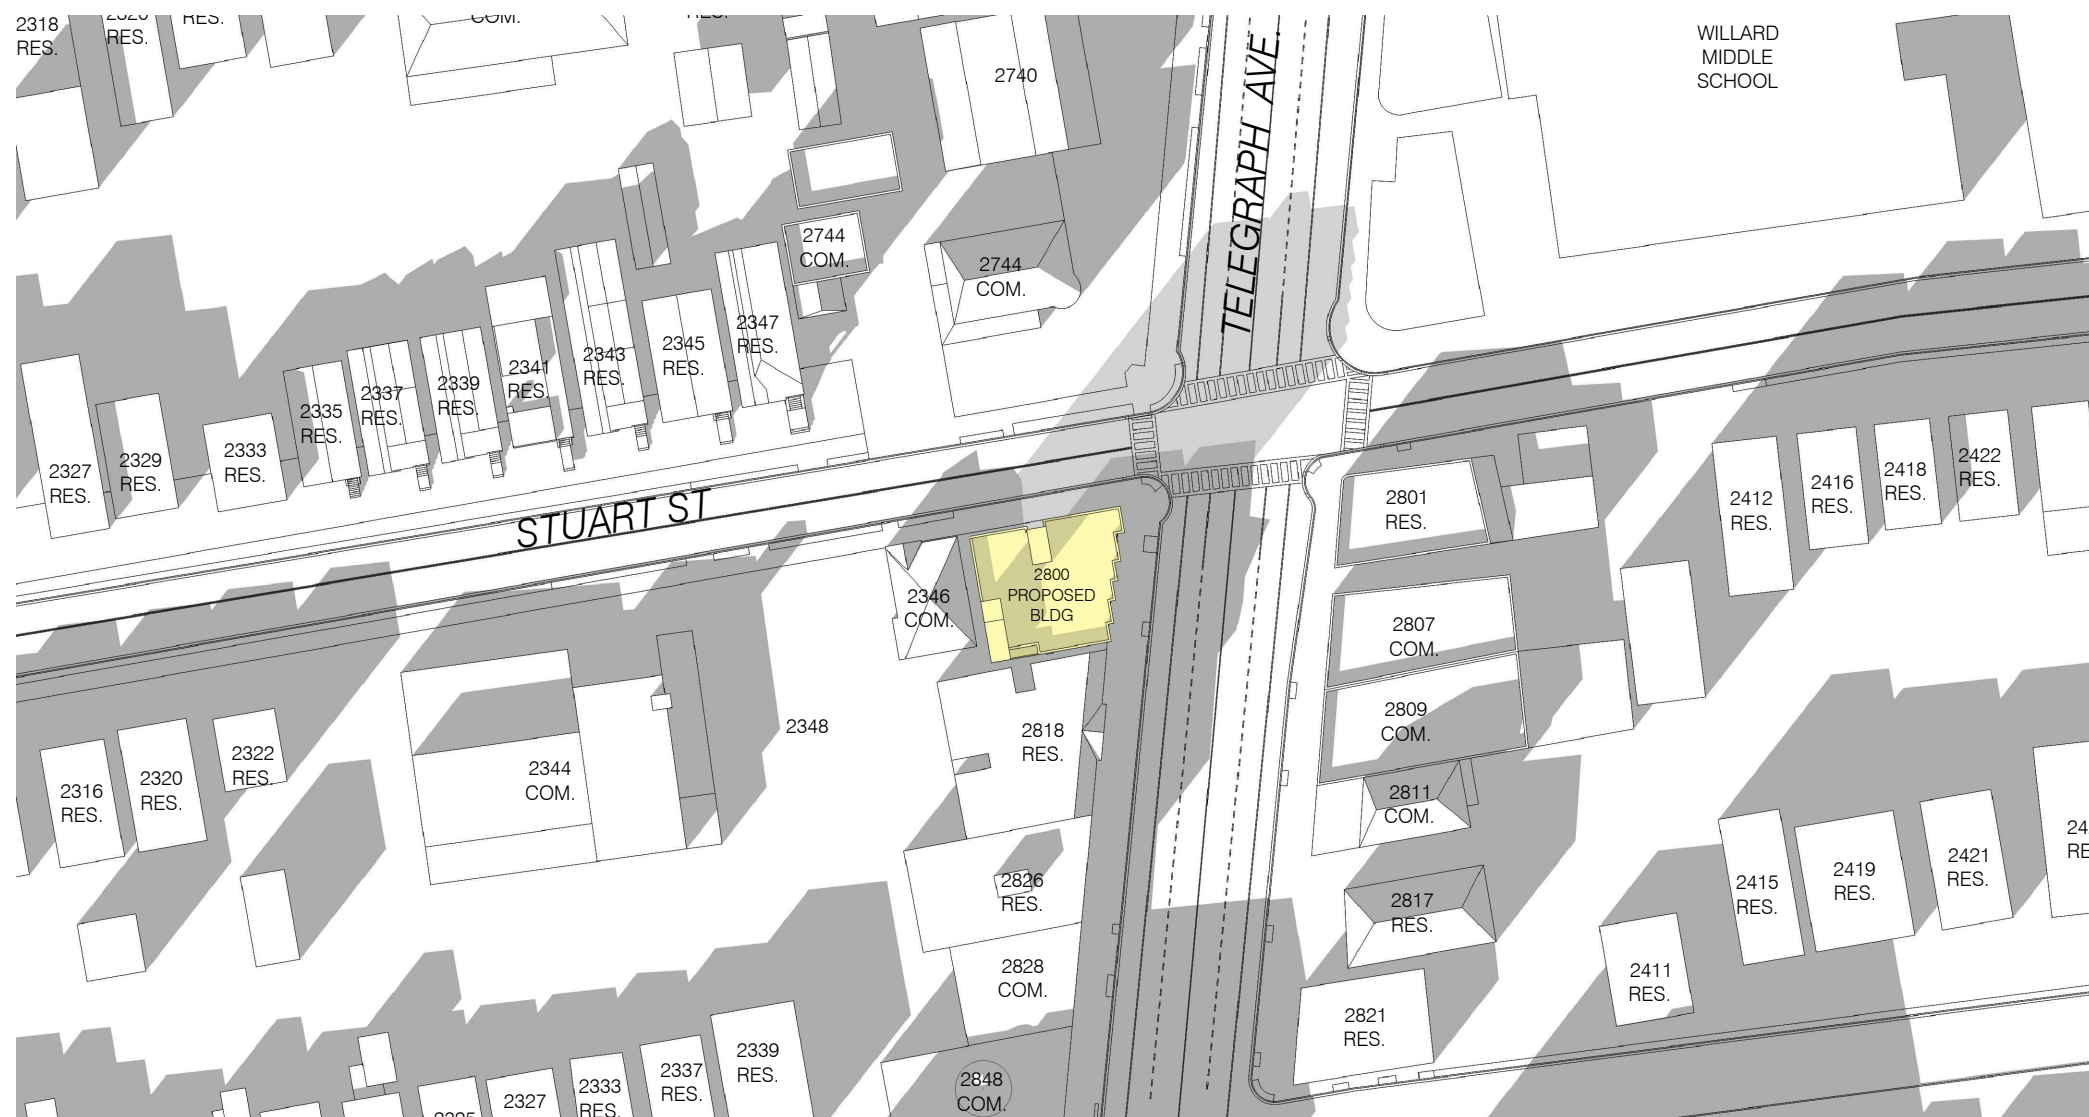 2318
RES.
2320
RES.
RES.
COM.
RES.
2740
TELEGRAPH AVE.
WILLARD
MIDDLE
SCHOOL
2744
COM.
2744
COM.
2347
RES.
2345
RES.
2343
RES.
2341
RES.
2339
RES.
2337
RES.
2335
RES.
2333
RES.
2329
RES.
2327
RES.
STUART ST
2801
RES.
2412
RES.
2416
RES.
2418
RES.
2422
RES.
2346
COM.
2800
PROPOSED
BLDG
2807
COM.
2809
COM.
2818
RES.
2348
2344
COM.
2322
RES.
2320
RES.
2316
RES.
2811
COM.
2826
RES.
2817
RES.
2415
RES.
2419
RES.
2421
RES.
2828
COM.
2411
RES.
2821
RES.
2848
COM.
2339
RES.
2337
RES.
2333
RES.
2327